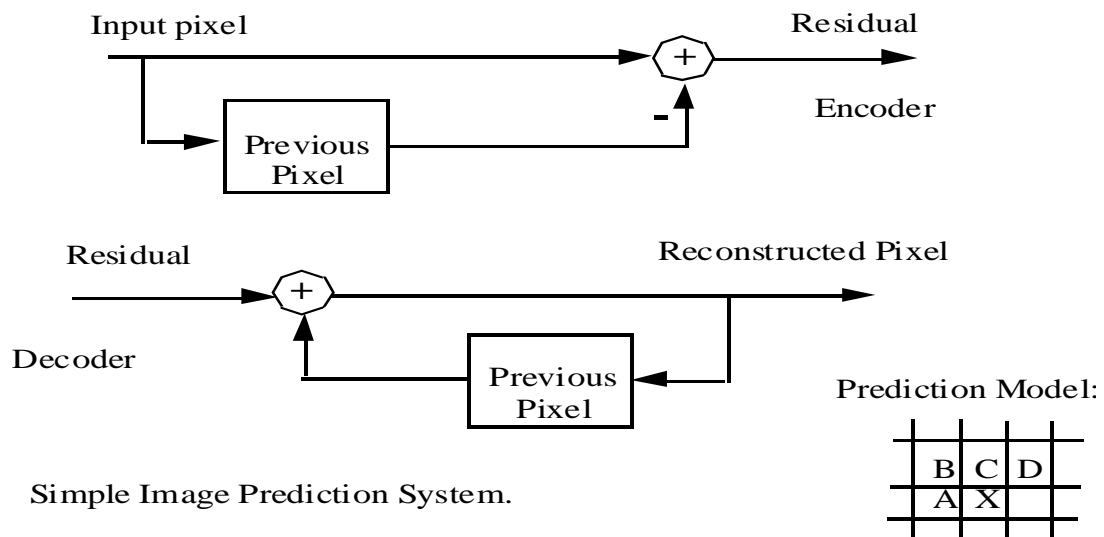 Input pixel
Residual
+
-
Encoder
Previous
Pixel
Residual
Reconstructed Pixel
+
Decoder
Previous
Pixel
Prediction Model:
B C D
A X
Simple Image Prediction System.